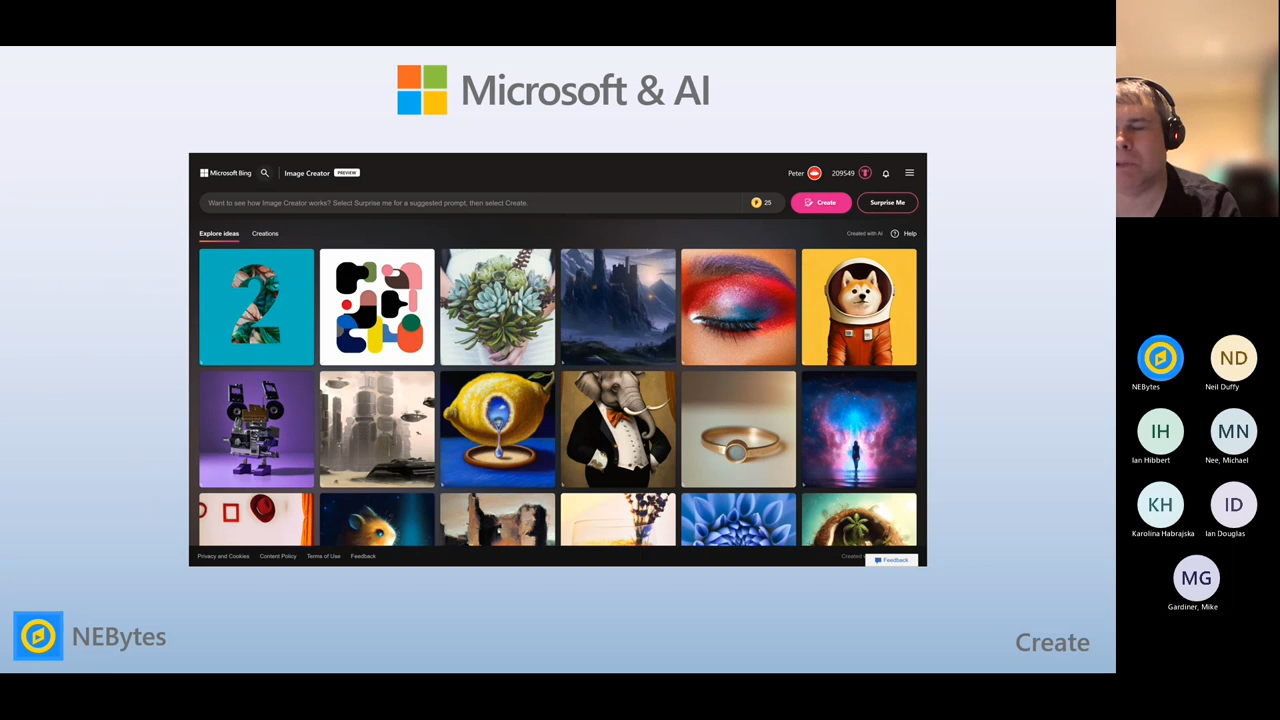 Microsoft & AI
Microsoft Bing
Image Creator
PREVIEW
Peter
209549
Want to see how Image Creator works? Select Surprise me for a suggested prompt, then select Create.
25
Create
Surprise Me
Explore ideas
Creations
Created with AI
Help
2
Privacy and Cookies
Content Policy
Terms of Use
Feedback
Created
Feedback
NEBytes
Create
NEBytes
ND
Neil Duffy
IH
Ian Hibbert
MN
Nee, Michael
KH
Karolina Habrajska
ID
Ian Douglas
MG
Gardiner, Mike